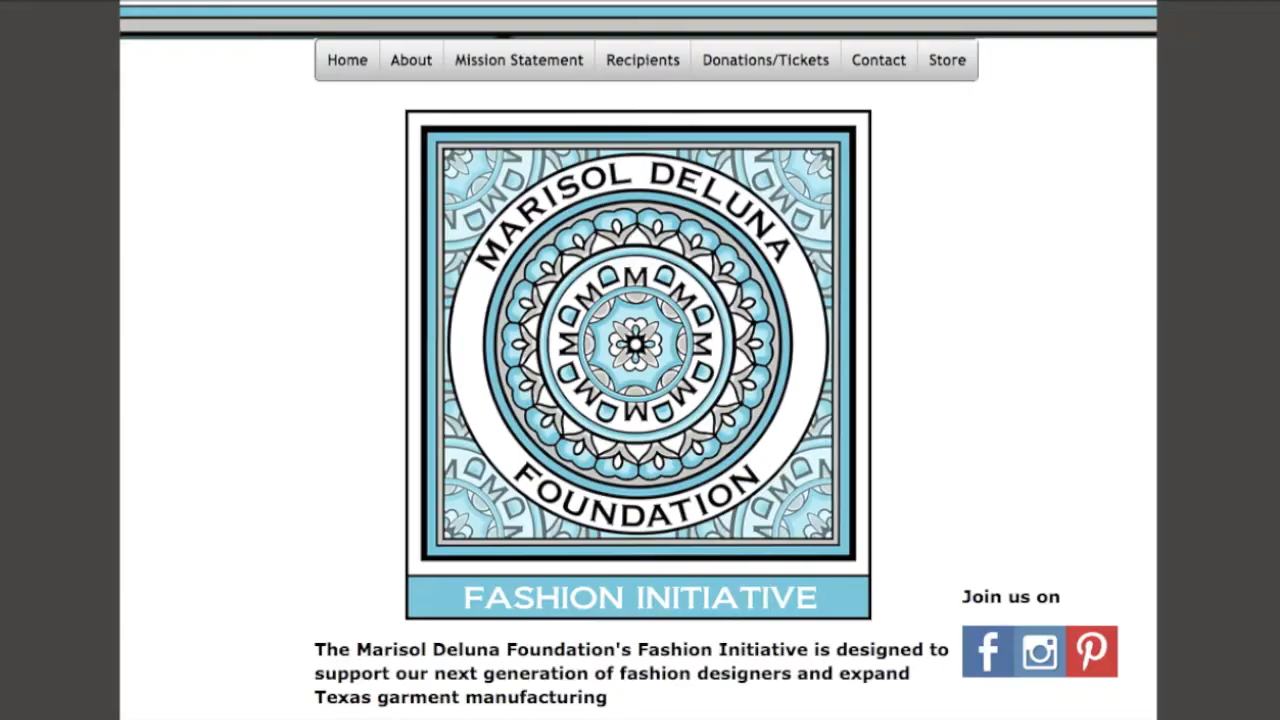 Home About Mission Statement Recipients Donations/Tickets Contact Store
MARISOL DELUNA
MDMDMDMDMDMDMDMD
FOUNDATION
FASHION INITIATIVE
Join us on
The Marisol Deluna Foundation's Fashion Initiative is designed to
support our next generation of fashion designers and expand
Texas garment manufacturing